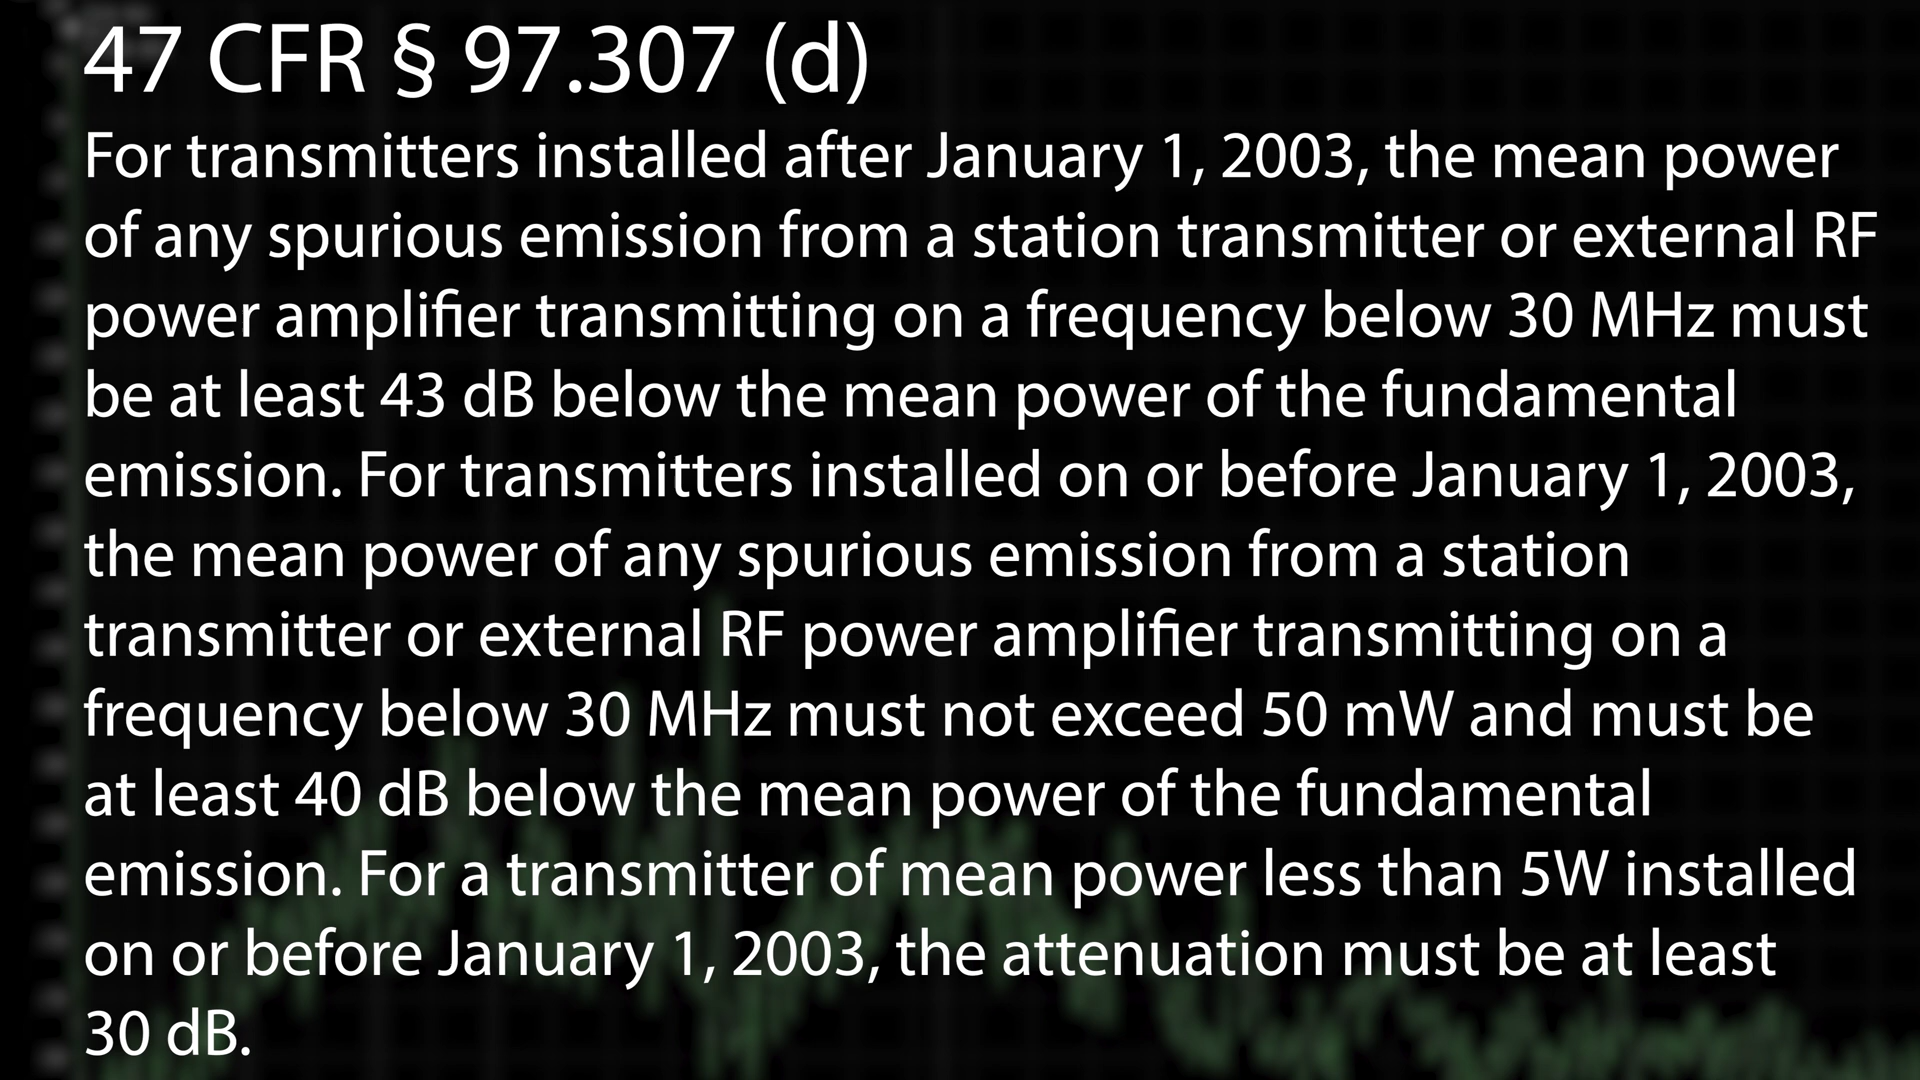 47 CFR § 97.307 (d)
For transmitters installed after January 1, 2003, the mean power
of any spurious emission from a station transmitter or external RF
power amplifier transmitting on a frequency below 30 MHz must
be at least 43 dB below the mean power of the fundamental
emission. For transmitters installed on or before January 1, 2003,
the mean power of any spurious emission from a station
transmitter or external RF power amplifier transmitting on a
frequency below 30 MHz must not exceed 50 mW and must be
at least 40 dB below the mean power of the fundamental
emission. For a transmitter of mean power less than 5W installed
on or before January 1, 2003, the attenuation must be at least
30 dB.